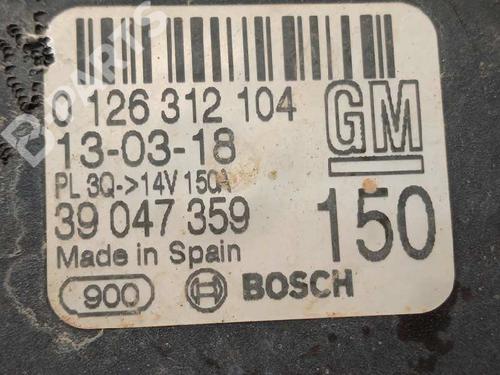 0 126 312 104
GM
13-03-18
PL 3Q->14V 150A
39 047 359
150
Made in Spain
900 BOSCH